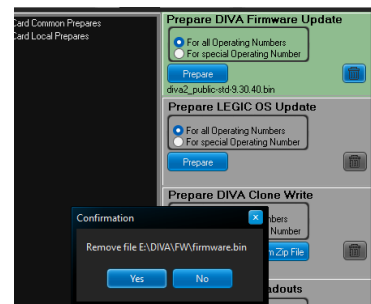 Card Common Prepares
Card Local Prepares
Prepare DIVA Firmware Update
For all Operating Numbers
For special Operating Number
Prepare
diva2_public-std-9.30.40.bin
Prepare LEGIC OS Update
For all Operating Numbers
For special Operating Number
Prepare
Prepare DIVA Clone Write
Number
m Zip File
Confirmation
Remove file E:\DIVA\FW\firmware.bin
Yes
No